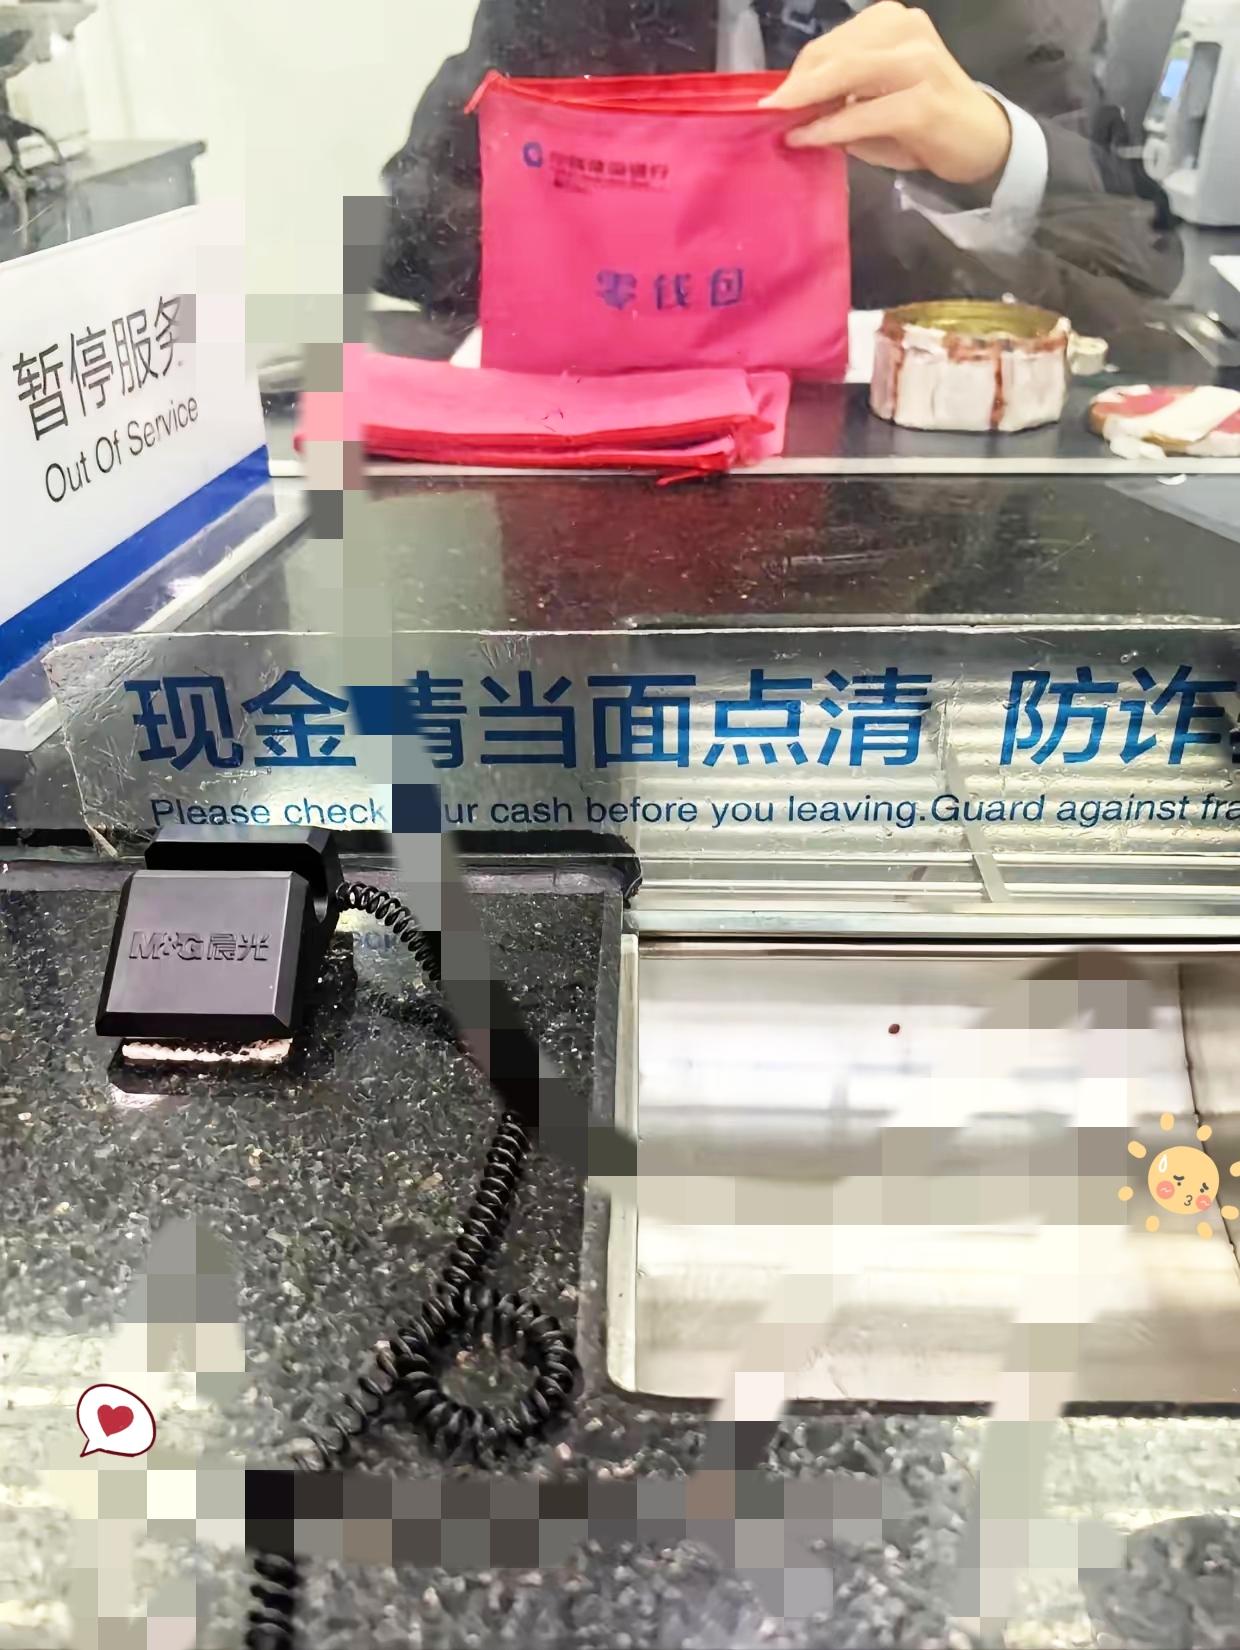 零钱包
暂停服务
Out Of Service
现金请当面点清 防诈
Please check ur cash before you leaving.Guard against fra
M&G晨光